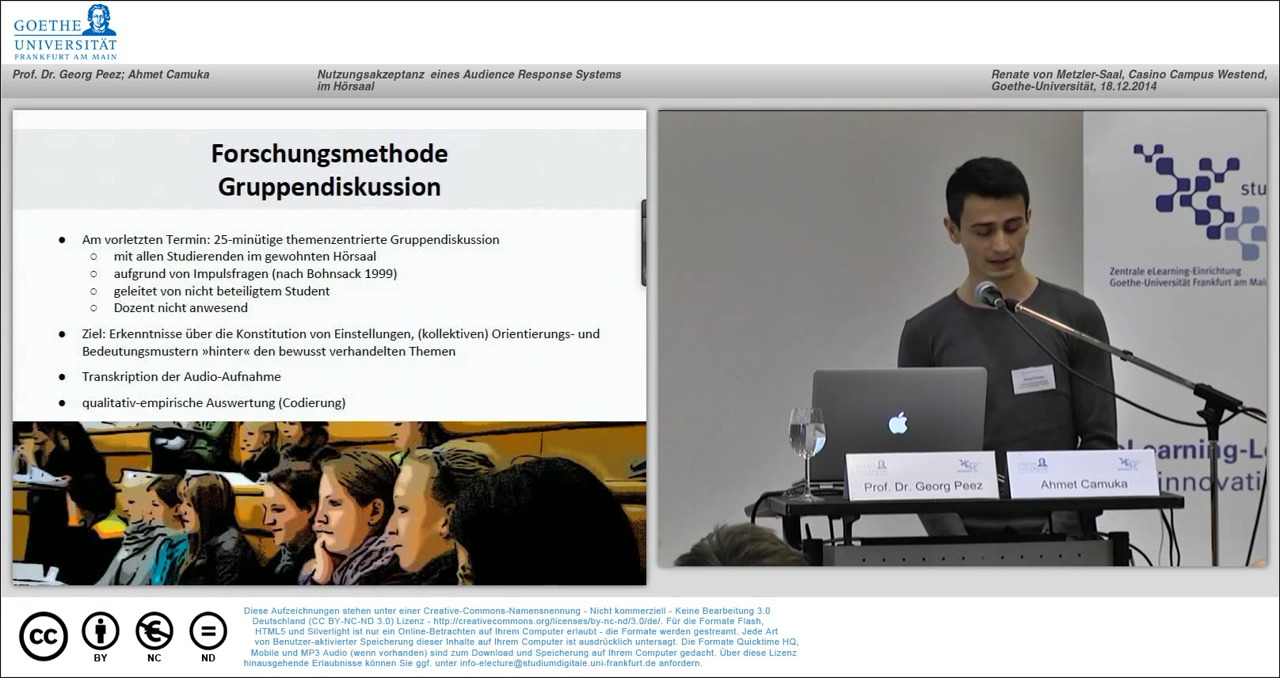 GOETHE
UNIVERSITÄT
FRANKFURT AM MAIN
Prof. Dr. Georg Peez; Ahmet Camuka
Nutzungsakzeptanz eines Audience Response Systems
im Hörsaal
Renate von Metzler-Saal, Casino Campus Westend,
Goethe-Universität, 18.12.2014
Forschungsmethode
Gruppendiskussion
● Am vorletzten Termin: 25-minütige themenzentrierte Gruppendiskussion
○ mit allen Studierenden im gewohnten Hörsaal
○ aufgrund von Impulsfragen (nach Bohnsack 1999)
○ geleitet von nicht beteiligtem Student
○ Dozent nicht anwesend
● Ziel: Erkenntnisse über die Konstitution von Einstellungen, (kollektiven) Orientierungs- und
Bedeutungsmustern »hinter« den bewusst verhandelten Themen
● Transkription der Audio-Aufnahme
● qualitativ-empirische Auswertung (Codierung)
stu
Zentrale eLearning-Einrichtung
Goethe-Universität Frankfurt am Mai
eLearning-L
innovati
Prof. Dr. Georg Peez
Ahmet Camuka
cc
BY
NC
ND
Diese Aufzeichnungen stehen unter einer Creative-Commons-Namensnennung - Nicht kommerziell - Keine Bearbeitung 3.0
Deutschland (CC BY-NC-ND 3.0) Lizenz - http://creativecommons.org/licenses/by-nc-nd/3.0/de/. Für die Formate Flash,
HTML5 und Silverlight ist nur ein Online-Betrachten auf Ihrem Computer erlaubt - die Formate werden gestreamt. Jede Art
von Benutzer-aktivierter Speicherung dieser Inhalte auf Ihrem Computer ist ausdrücklich untersagt. Die Formate Quicktime HQ,
Mobile und MP3 Audio (wenn vorhanden) sind zum Download und Speicherung auf Ihrem Computer gedacht. Über diese Lizenz
hinausgehende Erlaubnisse können Sie ggf. unter info-electure@studiumdigitale.uni-frankfurt.de anfordern.